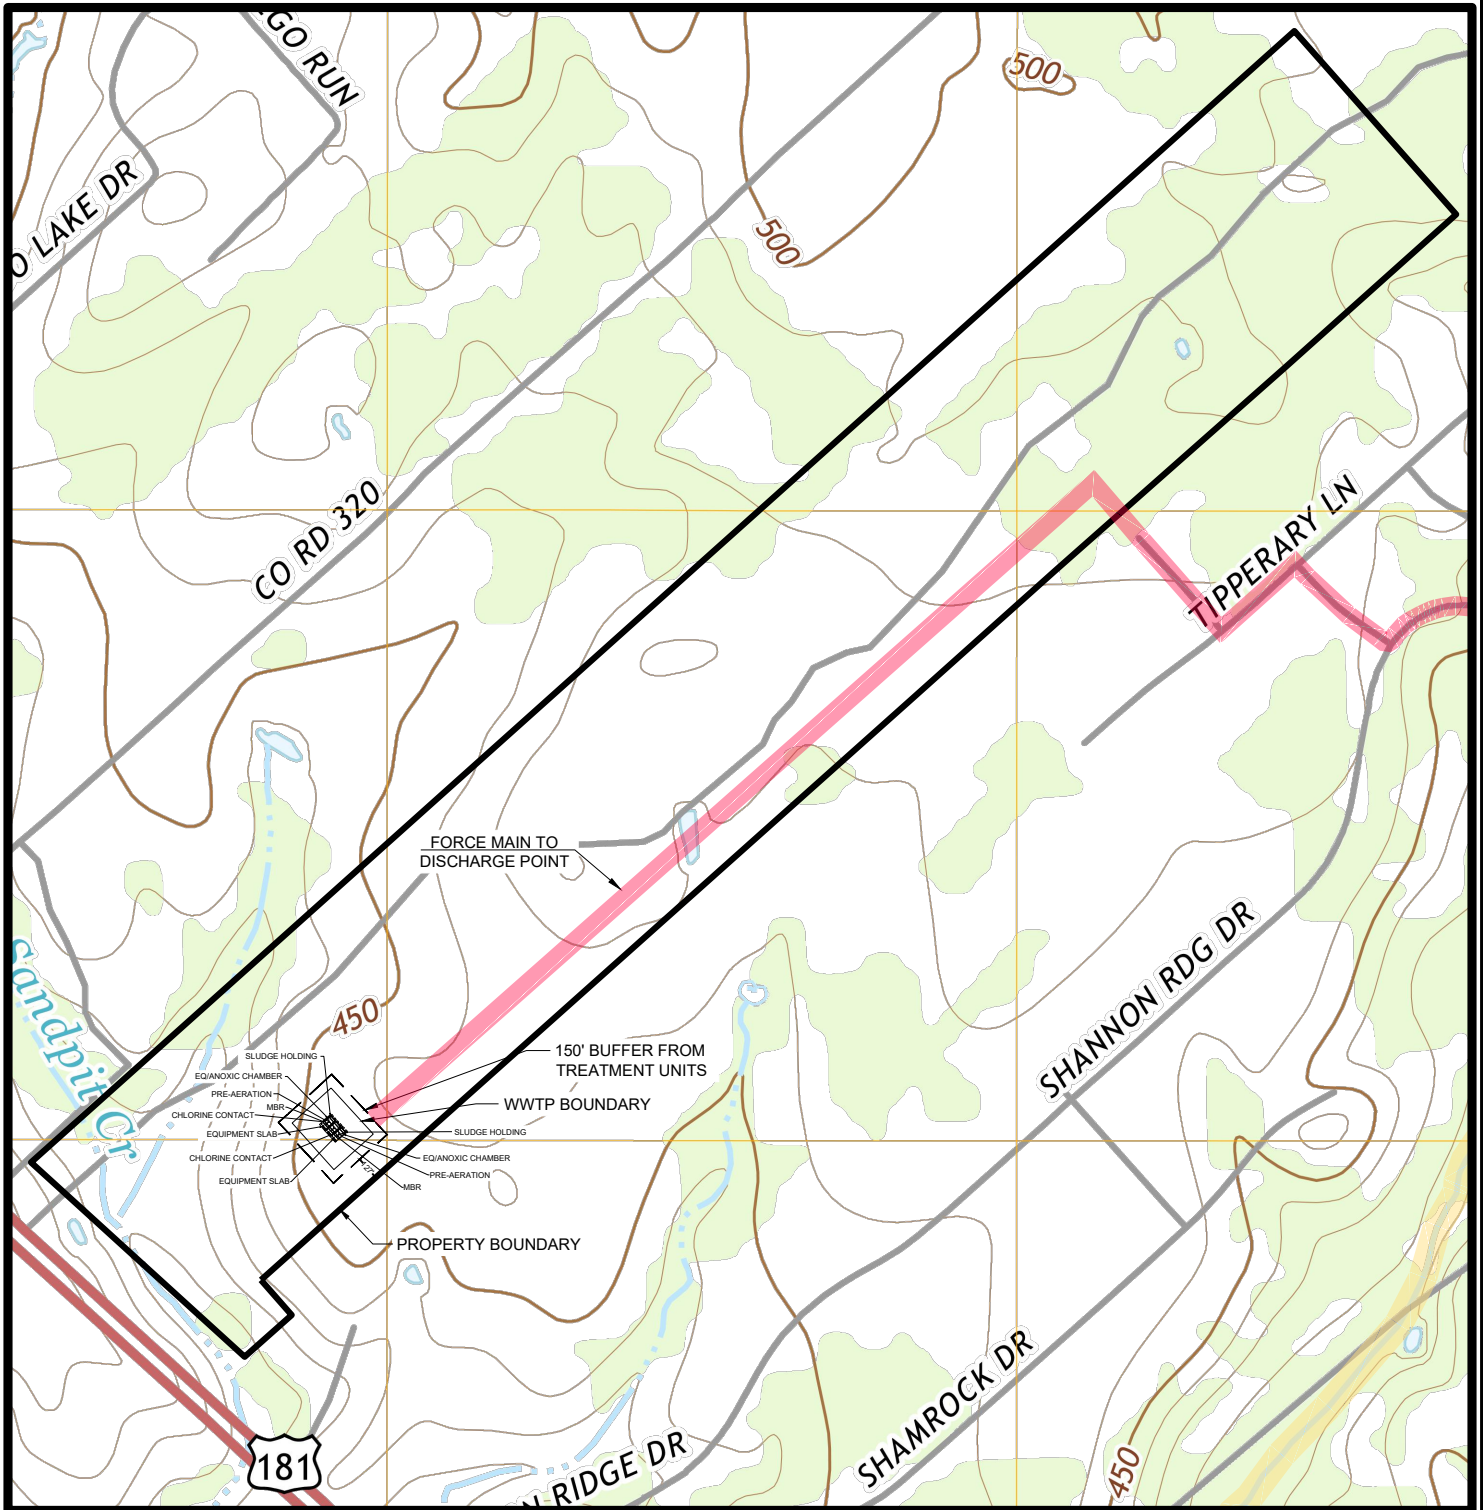 GO RUN
500
O LAKE DR
500
CO RD 320
TIPPERARY LN
FORCE MAIN TO
DISCHARGE POINT
SHANNON RDG DR
Sandpit Cr
450
SLUDGE HOLDING
EQ/ANOXIC CHAMBER
PRE-AERATION
MBR
CHLORINE CONTACT
EQUIPMENT SLAB
CHLORINE CONTACT
EQUIPMENT SLAB
150' BUFFER FROM
TREATMENT UNITS
WWTP BOUNDARY
SLUDGE HOLDING
EQ/ANOXIC CHAMBER
PRE-AERATION
MBR
PROPERTY BOUNDARY
SHAMROCK DR
N RIDGE DR
450
181